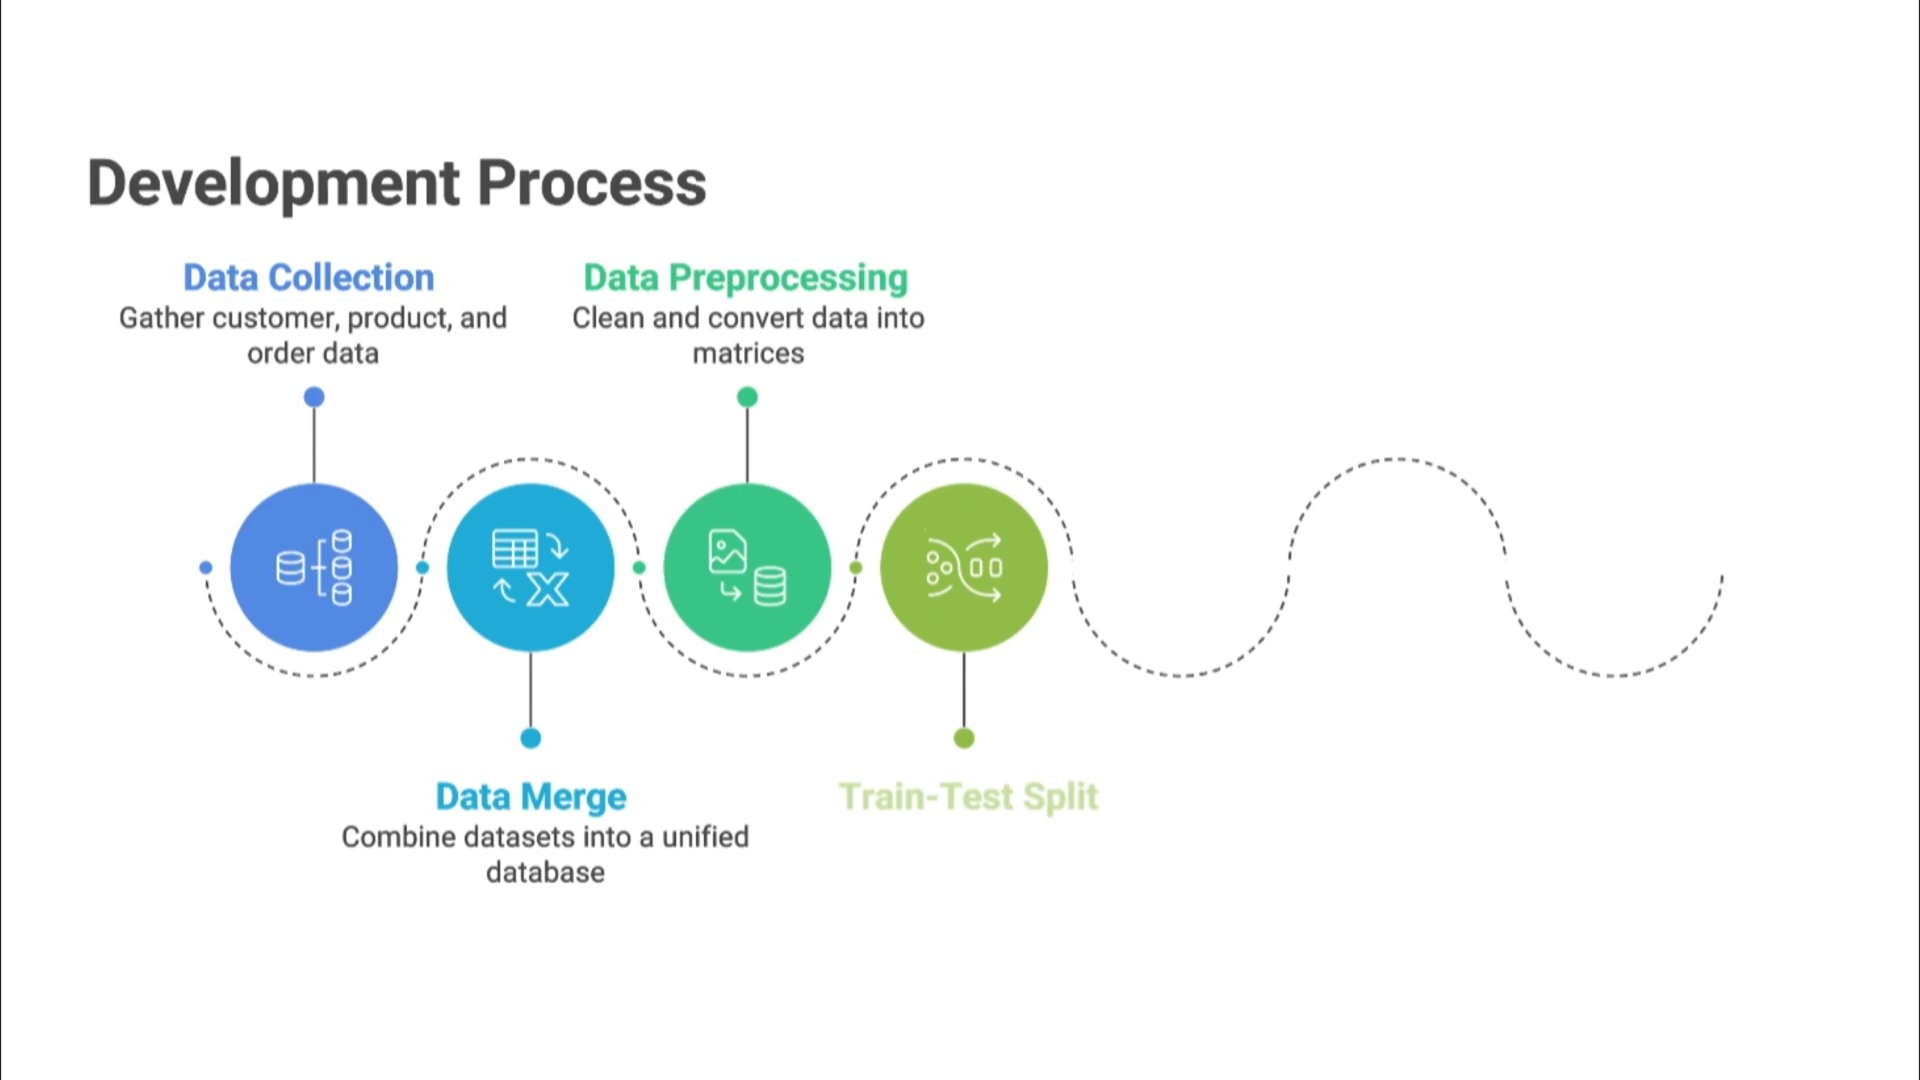 Development Process
Data Collection
Gather customer, product, and
order data
Data Preprocessing
Clean and convert data into
matrices
Data Merge
Combine datasets into a unified
database
Train-Test Split